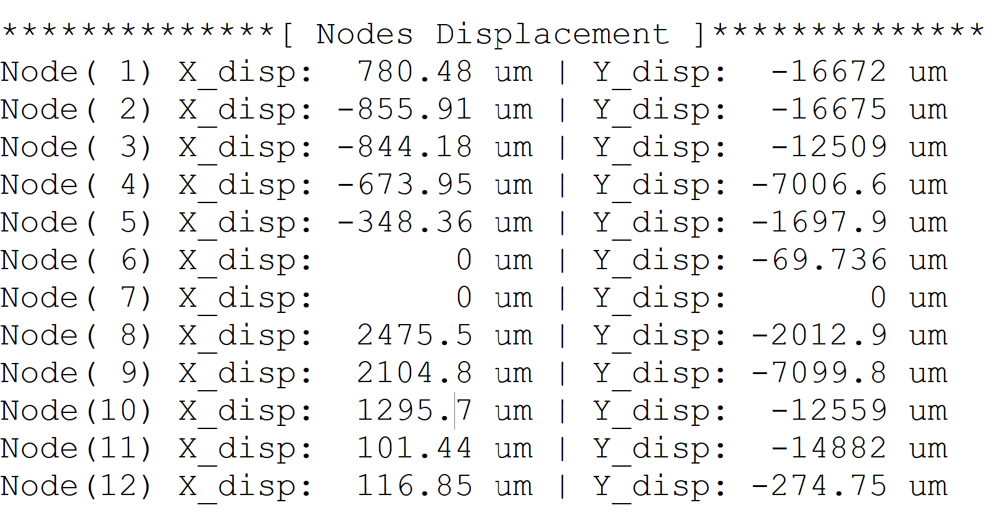 **************[ Nodes Displacement ]**************
Node( 1) X_disp:  780.48 um | Y_disp:  -16672 um
Node( 2) X_disp: -855.91 um | Y_disp:  -16675 um
Node( 3) X_disp: -844.18 um | Y_disp:  -12509 um
Node( 4) X_disp: -673.95 um | Y_disp: -7006.6 um
Node( 5) X_disp: -348.36 um | Y_disp: -1697.9 um
Node( 6) X_disp:       0 um | Y_disp: -69.736 um
Node( 7) X_disp:       0 um | Y_disp:       0 um
Node( 8) X_disp:  2475.5 um | Y_disp: -2012.9 um
Node( 9) X_disp:  2104.8 um | Y_disp: -7099.8 um
Node(10) X_disp:  1295.7 um | Y_disp:  -12559 um
Node(11) X_disp:  101.44 um | Y_disp:  -14882 um
Node(12) X_disp:  116.85 um | Y_disp: -274.75 um